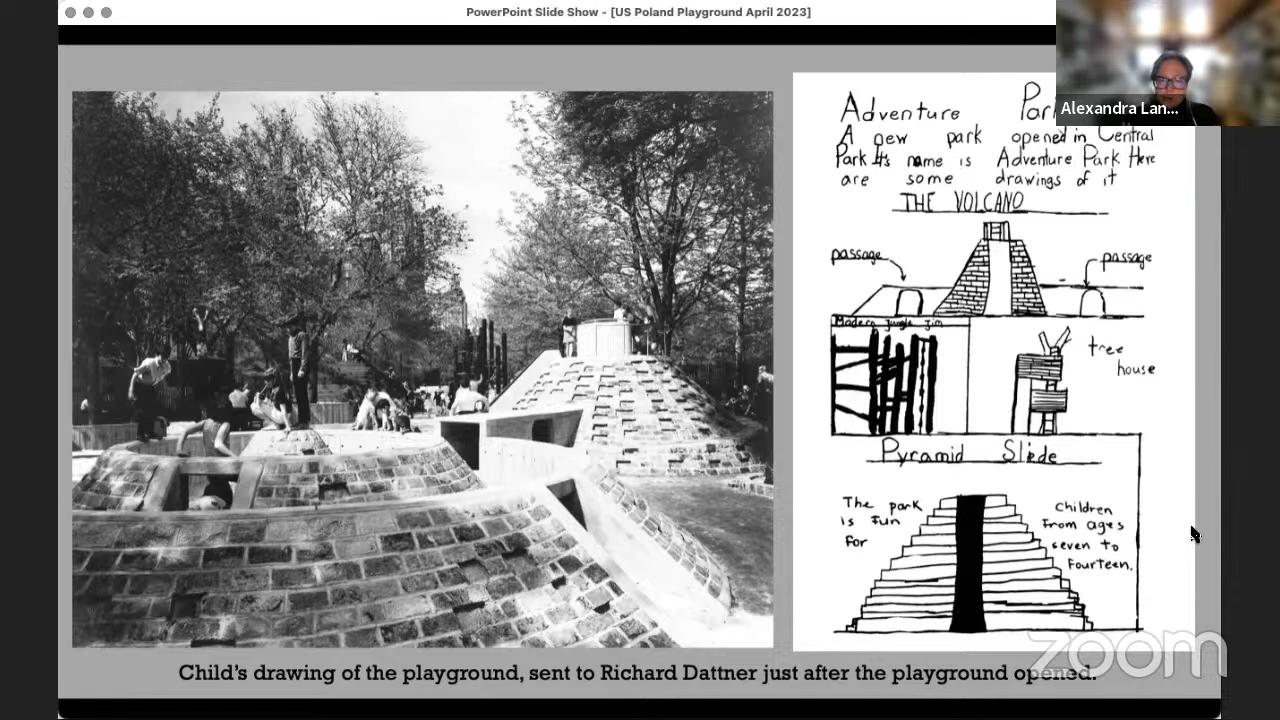 PowerPoint Slide Show - [US Poland Playground April 2023]
Alexandra Lan...
Adventure
A new park opened in Central
Park Its name is Adventure Park Here
are some drawings of it
THE VOLCANO
passage
passage
Modern jungle jim
tree
house
Pyramid Slide
The park
is fun
for
Children
from ages
seven to
Fourteen.
Child's drawing of the playground, sent to Richard Dattner just after the playground opened.
zoom